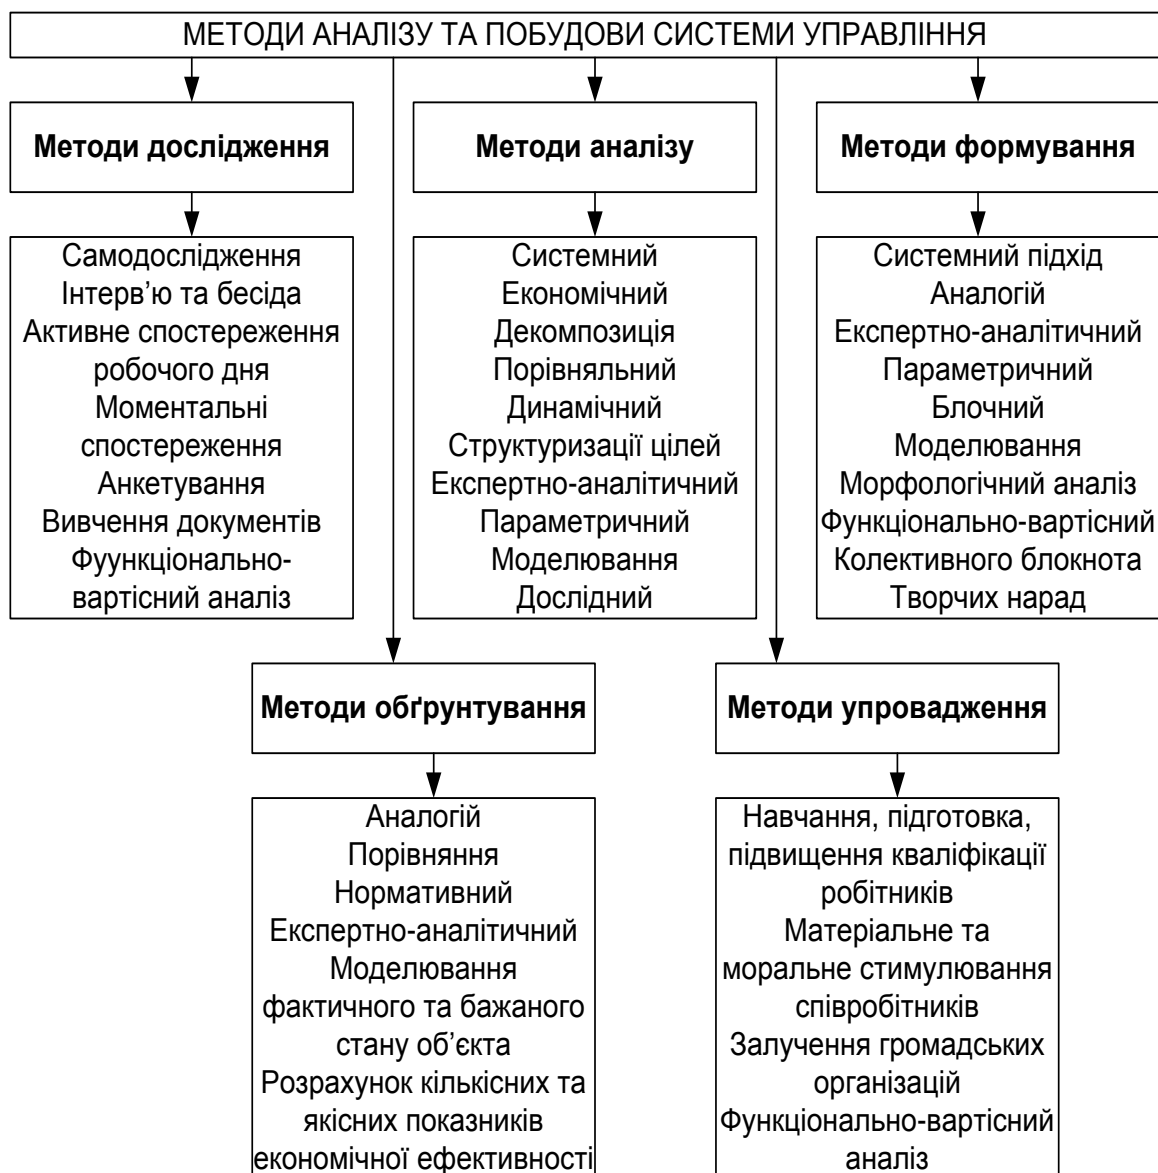 МЕТОДИ АНАЛІЗУ ТА ПОБУДОВИ СИСТЕМИ УПРАВЛІННЯ
Методи дослідження
Самодослідження
Інтерв’ю та бесіда
Активне спостереження
робочого дня
Моментальні
спостереження
Анкетування
Вивчення документів
Фуункціонально-
вартісний аналіз
Методи аналізу
Системний
Економічний
Декомпозиція
Порівняльний
Динамічний
Структуризації цілей
Експертно-аналітичний
Параметричний
Моделювання
Дослідний
Методи формування
Системний підхід
Аналогій
Експертно-аналітичний
Параметричний
Блочний
Моделювання
Морфологічний аналіз
Функціонально-вартісний
Колективного блокнота
Творчих нарад
Методи обґрунтування
Аналогій
Порівняння
Нормативний
Експертно-аналітичний
Моделювання
фактичного та бажаного
стану об’єкта
Розрахунок кількісних та
якісних показників
економічної ефективності
Методи упровадження
Навчання, підготовка,
підвищення кваліфікації
робітників
Матеріальне та
моральне стимулювання
співробітників
Залучення громадських
організацій
Функціонально-вартісний
аналіз